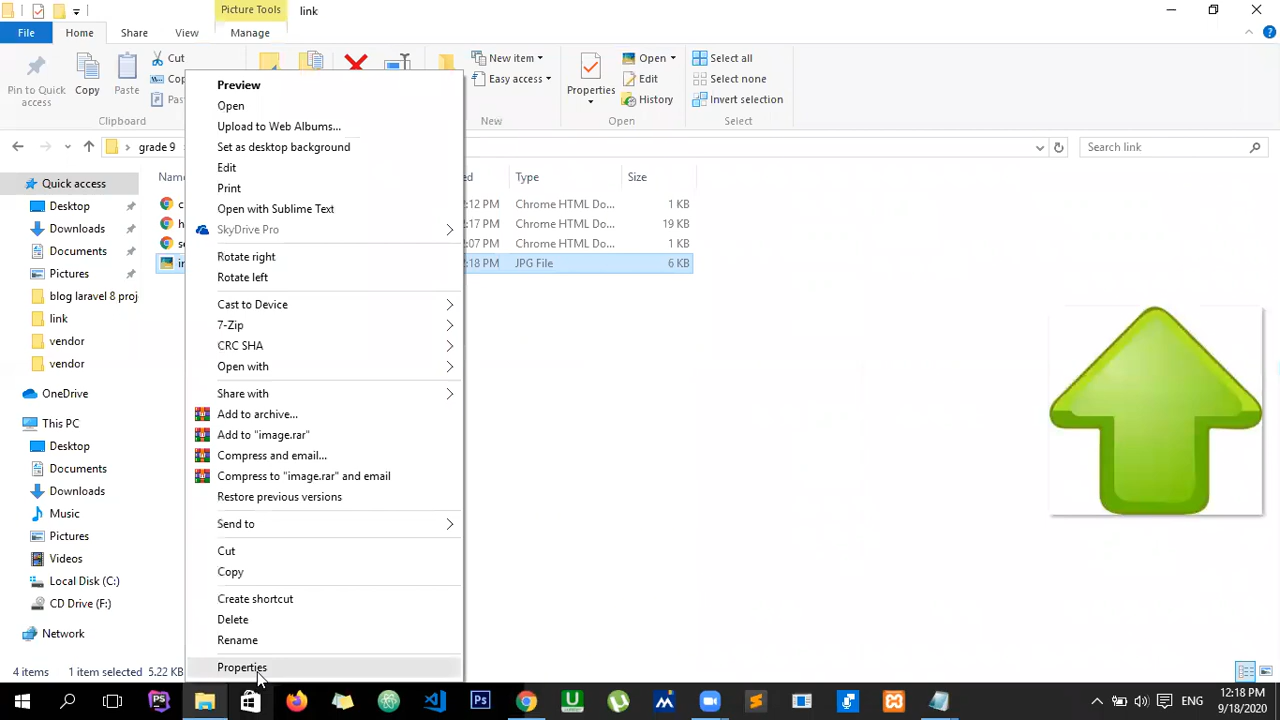 Picture Tools
link
File
Home
Share
View
Manage
Pin to Quick access
Copy
Paste
Cut
Clipboard
New item
Easy access
New
Properties
Open
Edit
History
Open
Select all
Select none
Invert selection
Select
grade 9
Search link
Type
Size
:12 PM Chrome HTML Do... 1 KB
:17 PM Chrome HTML Do... 19 KB
:07 PM Chrome HTML Do... 1 KB
:18 PM JPG File 6 KB
Quick access
Desktop
Downloads
Documents
Pictures
blog laravel 8 proj
link
vendor
vendor
OneDrive
This PC
Desktop
Documents
Downloads
Music
Pictures
Videos
Local Disk (C:)
CD Drive (F:)
Network
Preview
Open
Upload to Web Albums...
Set as desktop background
Edit
Print
Open with Sublime Text
SkyDrive Pro
Rotate right
Rotate left
Cast to Device
7-Zip
CRC SHA
Open with
Share with
Add to archive...
Add to "image.rar"
Compress and email...
Compress to "image.rar" and email
Restore previous versions
Send to
Cut
Copy
Create shortcut
Delete
Rename
Properties
4 items 1 item selected 5.22 KB
ENG
12:18 PM
9/18/2020